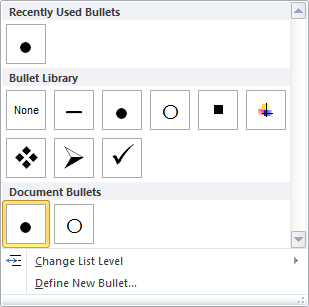 Recently Used Bullets
Bullet Library
None
Document Bullets
Change List Level
Define New Bullet...